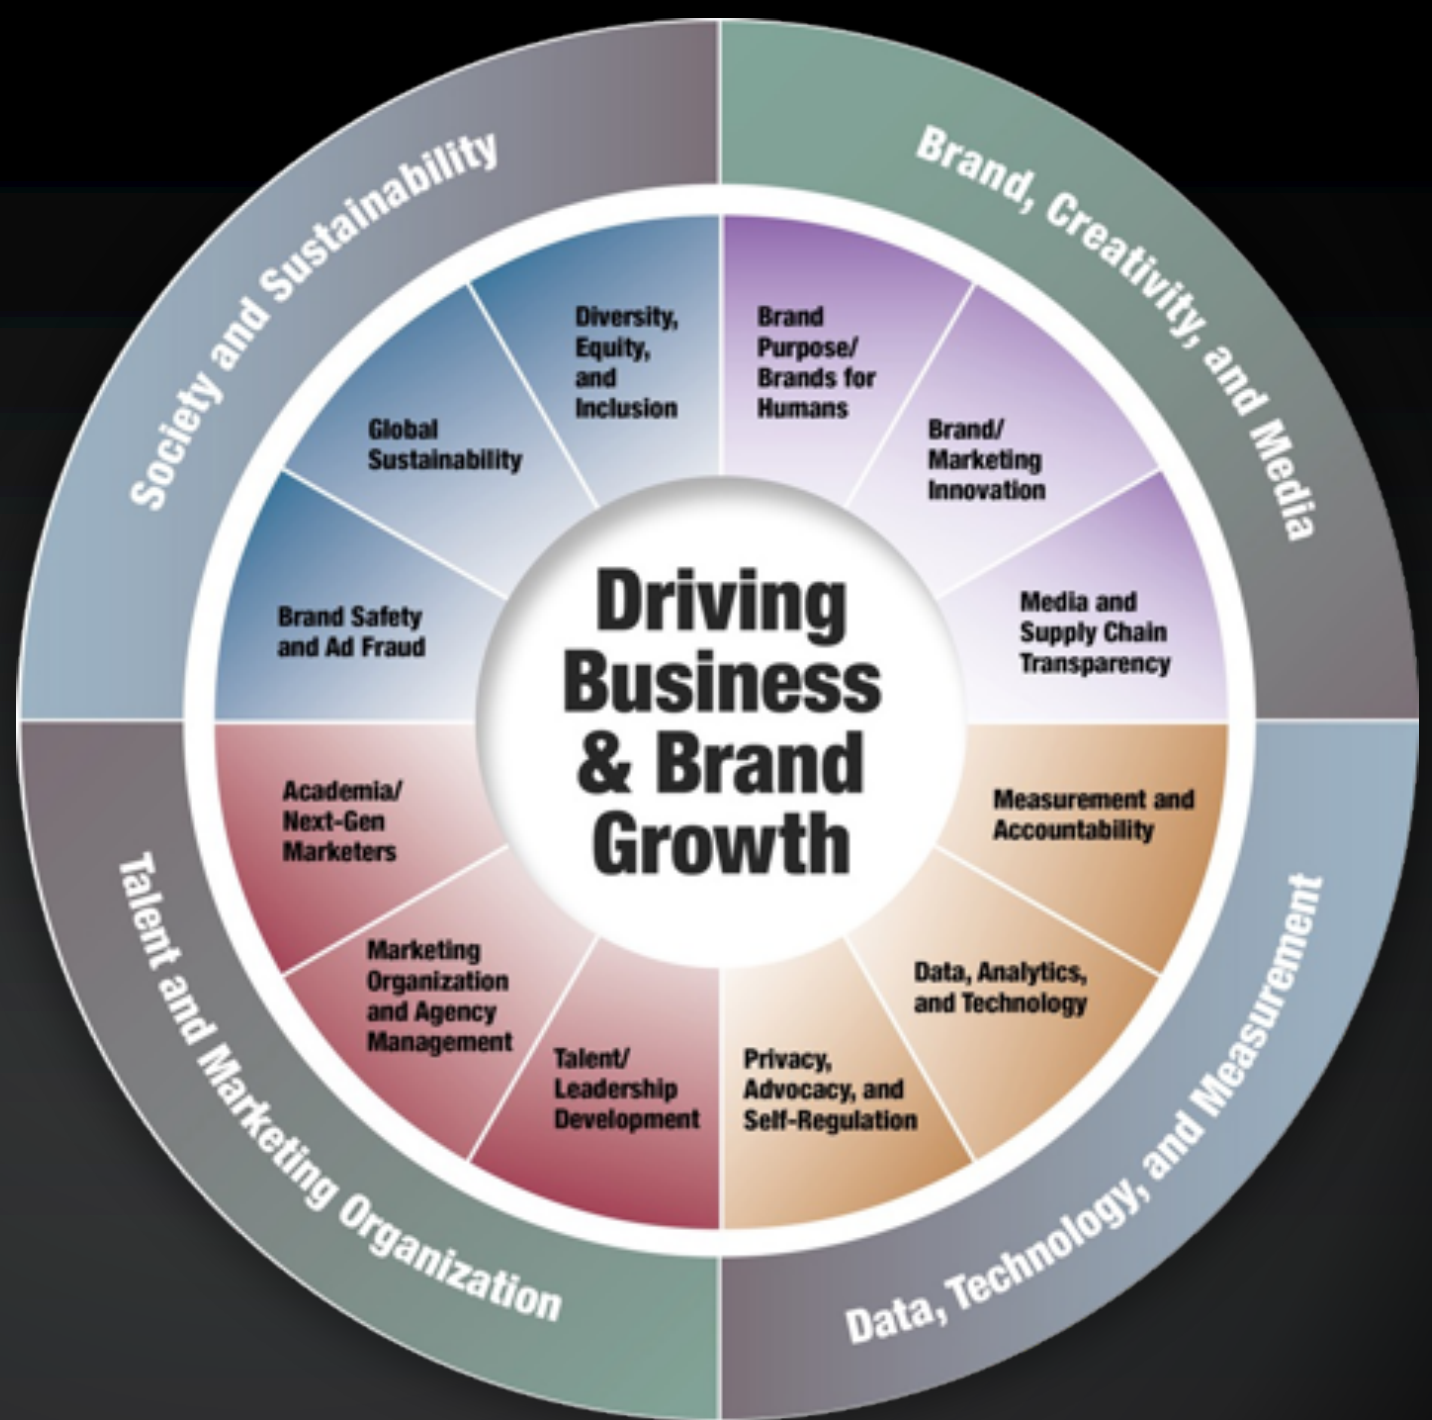 Society and Sustainability
Brand, Creativity, and Media
Diversity,
Equity,
and
Inclusion
Brand
Purpose/
Brands for
Humans
Global
Sustainability
Brand/
Marketing
Innovation
Brand Safety
and Ad Fraud
Media and
Supply Chain
Transparency
Driving
Business
& Brand
Growth
Academia/
Next-Gen
Marketers
Measurement and
Accountability
Marketing
Organization
and Agency
Management
Data, Analytics,
and Technology
Talent/
Leadership
Development
Privacy,
Advocacy, and
Self-Regulation
Talent and Marketing Organization
Data, Technology, and Measurement